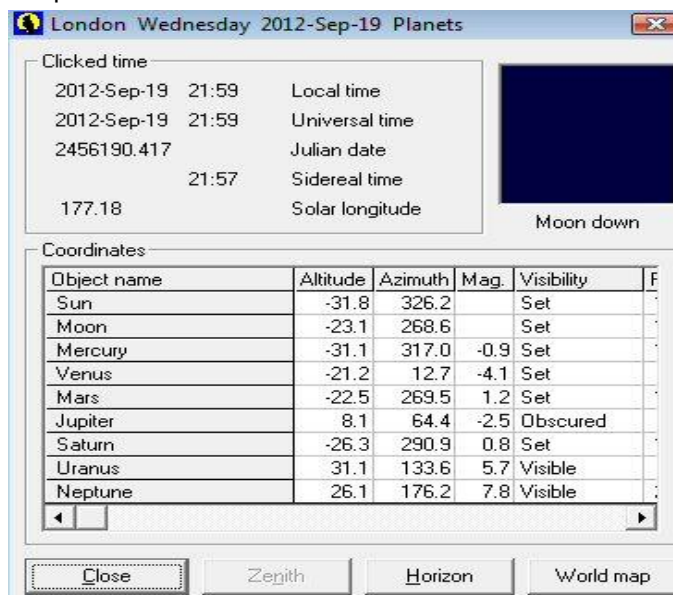 London Wednesday 2012-Sep-19 Planets
Clicked time
2012-Sep-19 21:59 Local time
2012-Sep-19 21:59 Universal time
2456190.417 Julian date
21:57 Sidereal time
177.18 Solar longitude
Moon down
Coordinates
Object name Altitude Azimuth Mag. Visibility
Sun -31.8 326.2 Set
Moon -23.1 268.6 Set
Mercury -31.1 317.0 -0.9 Set
Venus -21.2 12.7 -4.1 Set
Mars -22.5 269.5 1.2 Set
Jupiter 8.1 64.4 -2.5 Obscured
Saturn -26.3 290.9 0.8 Set
Uranus 31.1 133.6 5.7 Visible
Neptune 26.1 176.2 7.8 Visible
Close Zenith Horizon World map